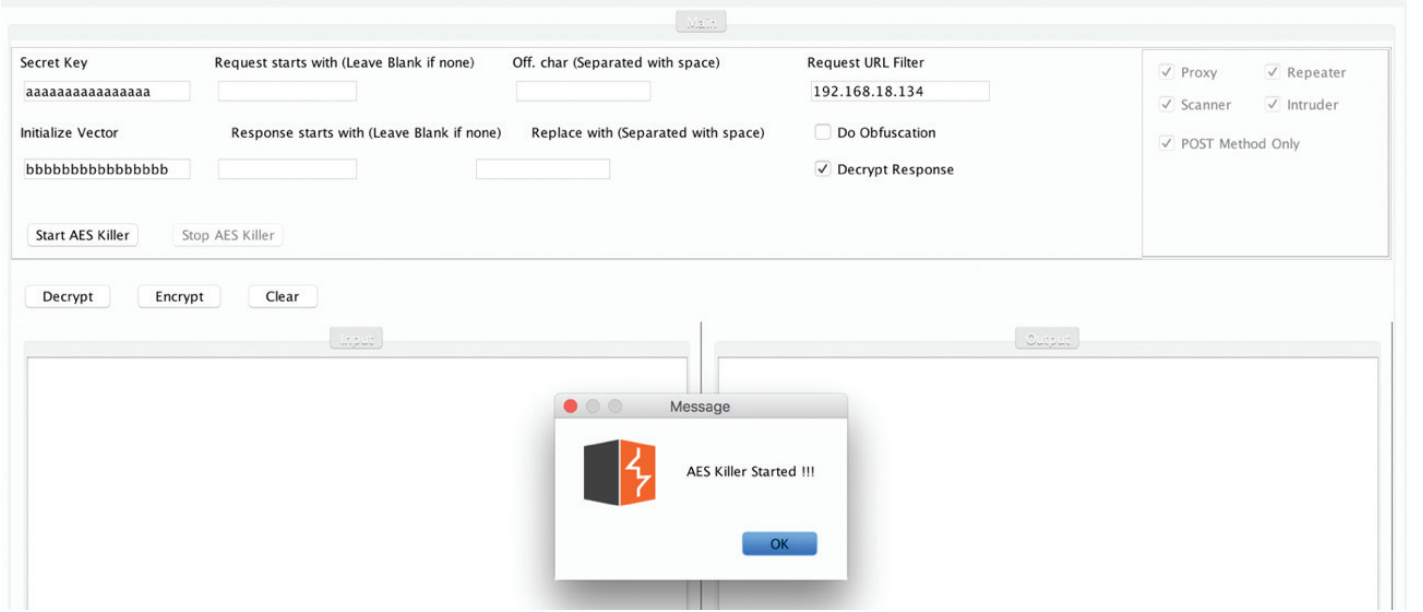 Main
Secret Key Request starts with (Leave Blank if none) Off. char (Separated with space) Request URL Filter
aaaaaaaaaaaaaaaa 192.168.18.134
Proxy Repeater
Scanner Intruder
Initialize Vector Response starts with (Leave Blank if none) Replace with (Separated with space) Do Obfuscation
POST Method Only
bbbbbbbbbbbbbbbb Decrypt Response
Start AES Killer Stop AES Killer
Decrypt Encrypt Clear
Input Output
Message
AES Killer Started !!!
OK